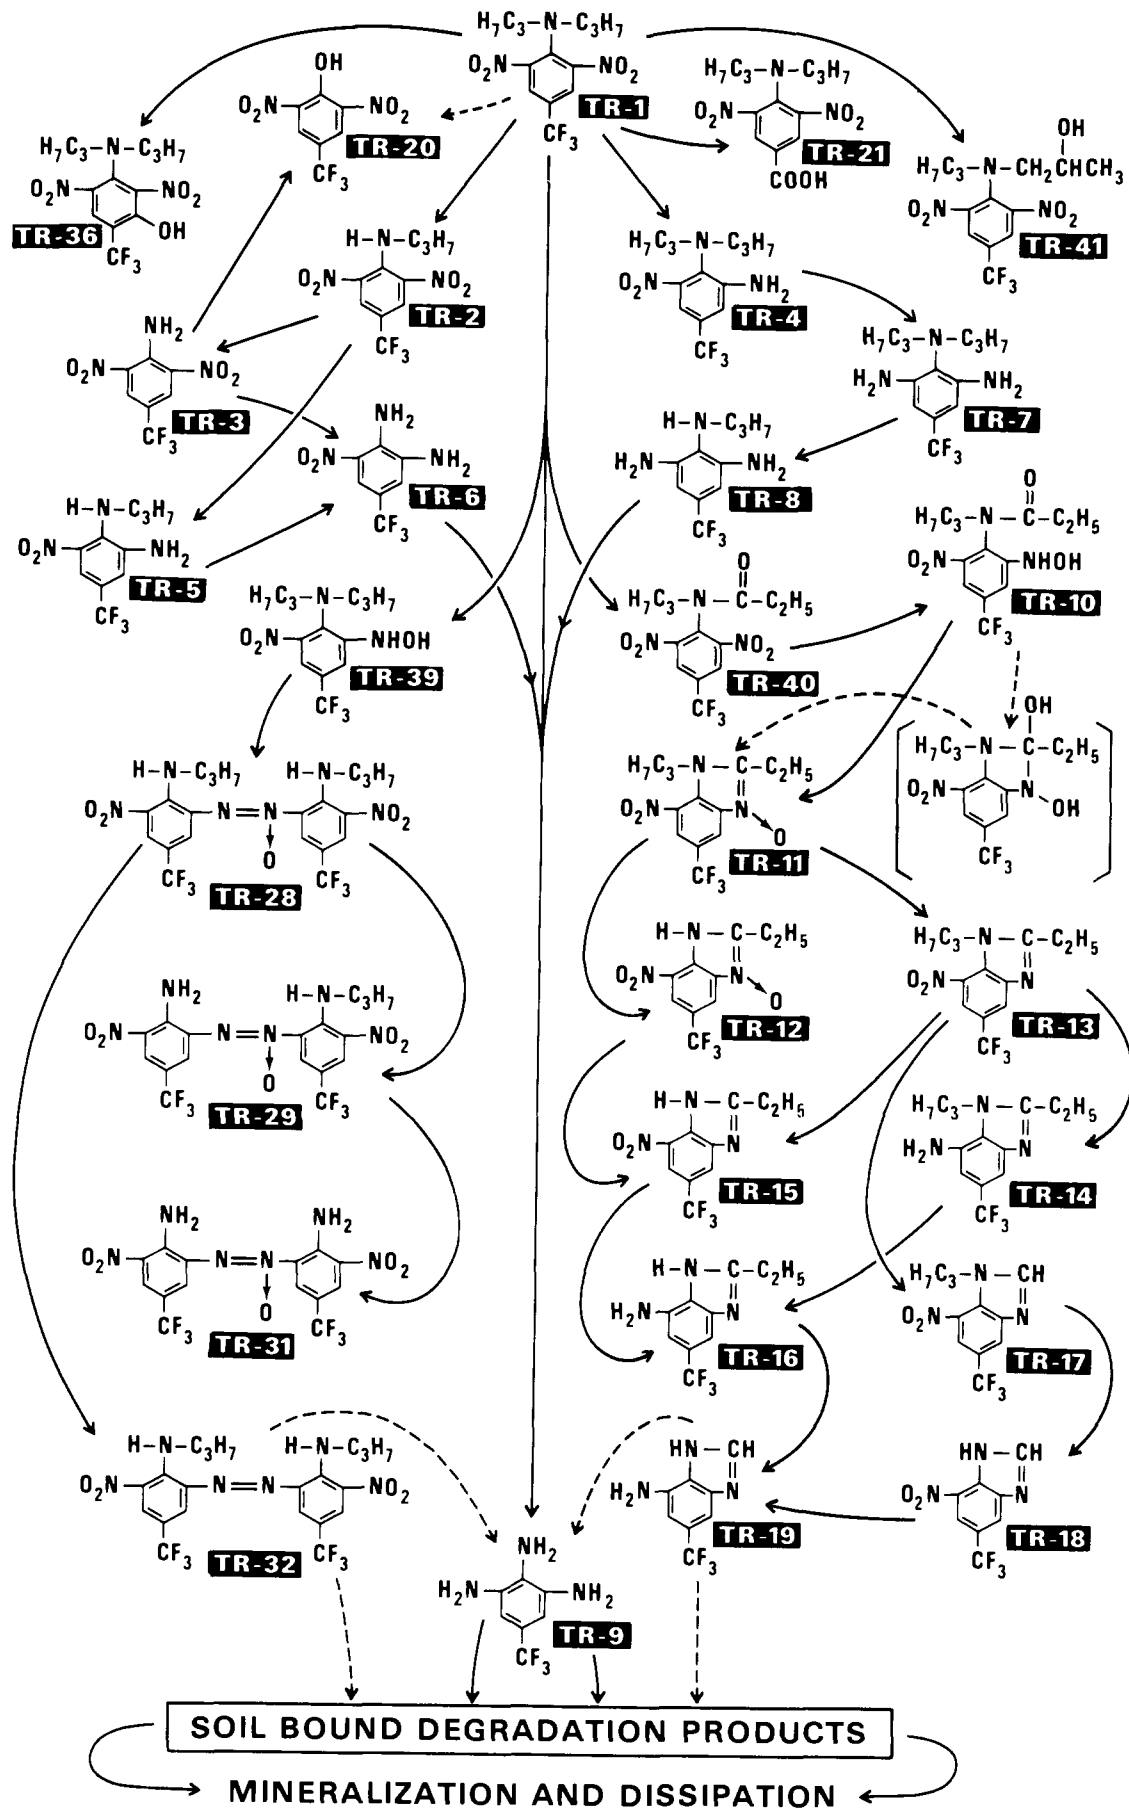 H7C3-N-C3H7
O2N NO2
CF3
TR-1
OH
O2N NO2
CF3
TR-20
H7C3-N-C3H7
O2N NO2
COOH
TR-21
H7C3-N-C3H7
O2N NO2
OH
CF3
TR-36
OH
H7C3-N-CH2CHCH3
O2N NO2
CF3
TR-41
H-N-C3H7
O2N NO2
CF3
TR-2
H7C3-N-C3H7
O2N NH2
CF3
TR-4
NH2
O2N NO2
CF3
TR-3
H7C3-N-C3H7
H2N NH2
CF3
TR-7
NH2
O2N NH2
CF3
TR-6
H-N-C3H7
H2N NH2
CF3
TR-8
H-N-C3H7
O2N NH2
CF3
TR-5
O
H7C3-N-C-C2H5
O2N NHOH
CF3
TR-10
H7C3-N-C3H7
O2N NHOH
CF3
TR-39
O
H7C3-N-C-C2H5
O2N NO2
CF3
TR-40
OH
H7C3-N-C-C2H5
O2N N-OH
CF3
H-N-C3H7 H-N-C3H7
O2N N=N NO2
O
CF3 CF3
TR-28
H7C3-N-C-C2H5
O2N N
O
CF3
TR-11
H-N-C-C2H5
O2N N
O
CF3
TR-12
H7C3-N-C-C2H5
O2N N
CF3
TR-13
NH2 H-N-C3H7
O2N N=N NO2
O
CF3 CF3
TR-29
H-N-C-C2H5
O2N N
CF3
TR-15
H7C3-N-C-C2H5
H2N N
CF3
TR-14
NH2 NH2
O2N N=N NO2
O
CF3 CF3
TR-31
H-N-C-C2H5
H2N N
CF3
TR-16
H7C3-N-CH
O2N N
CF3
TR-17
H-N-C3H7 H-N-C3H7
O2N N=N NO2
CF3 CF3
TR-32
HN-CH
H2N N
CF3
TR-19
HN-CH
O2N N
CF3
TR-18
NH2
H2N NH2
CF3
TR-9
SOIL BOUND DEGRADATION PRODUCTS
MINERALIZATION AND DISSIPATION